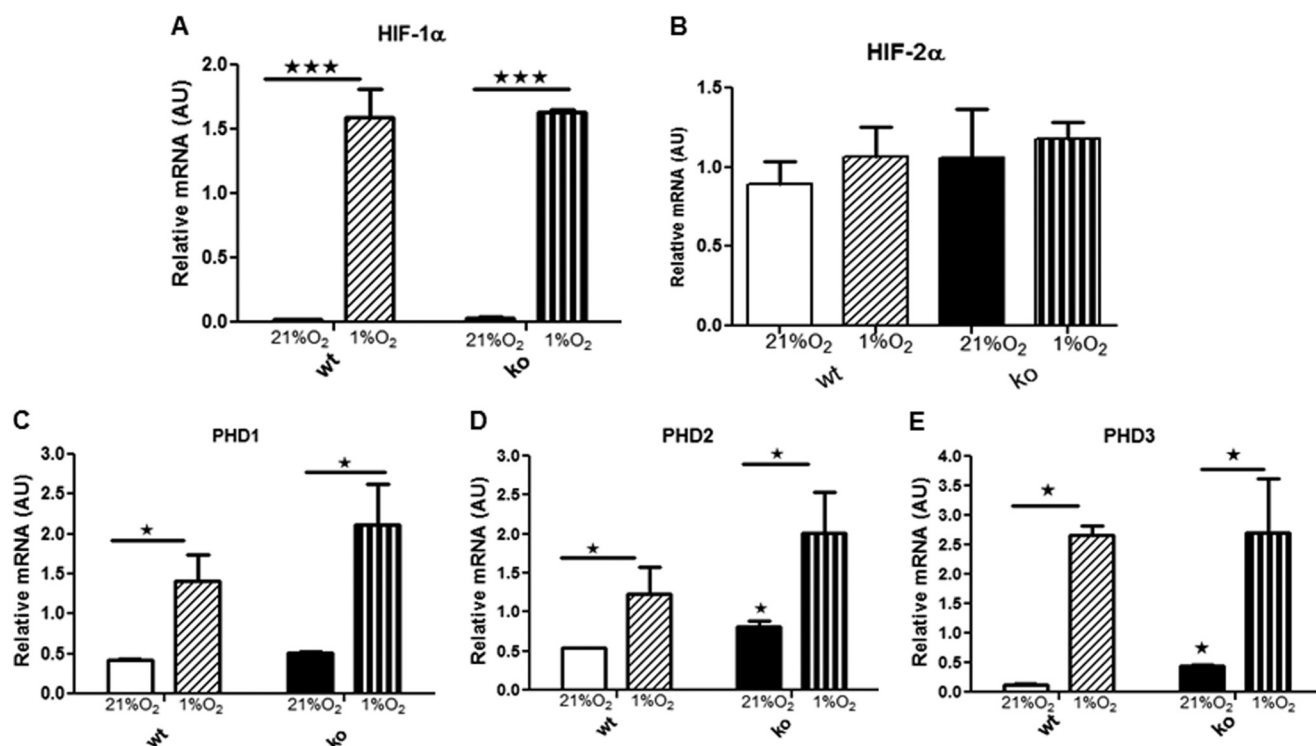 A
HIF-1α
Relative mRNA (AU)
2.0
1.5
1.0
0.5
0.0
★★★
★★★
21%O₂ 1%O₂ 21%O₂ 1%O₂
wt ko
B
HIF-2α
Relative mRNA (AU)
1.5
1.0
0.5
0.0
21%O₂ 1%O₂ 21%O₂ 1%O₂
wt ko
C
PHD1
Relative mRNA (AU)
3.0
2.5
2.0
1.5
1.0
0.5
0.0
★
★
21%O₂ 1%O₂ 21%O₂ 1%O₂
wt ko
D
PHD2
Relative mRNA (AU)
3.0
2.5
2.0
1.5
1.0
0.5
0.0
★
★
★
21%O₂ 1%O₂ 21%O₂ 1%O₂
wt ko
E
PHD3
Relative mRNA (AU)
4.0
3.5
3.0
2.5
2.0
1.5
1.0
0.5
0.0
★
★
★
21%O₂ 1%O₂ 21%O₂ 1%O₂
wt ko